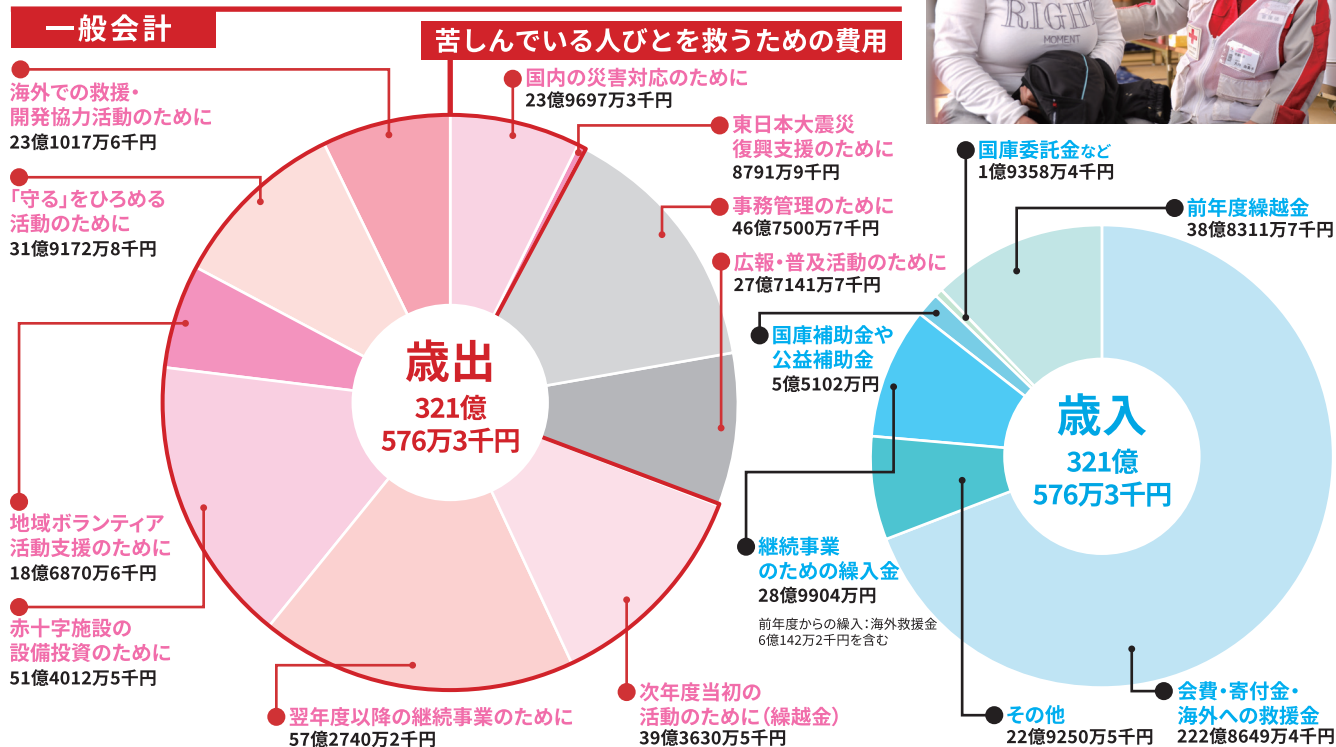 一般会計
苦しんでいる人びとを救うための費用
RIGHT
MOMENT
海外での救援・
開発協力活動のために
23億1017万6千円
「守る」をひろめる
活動のために
31億9172万8千円
地域ボランティア
活動支援のために
18億6870万6千円
赤十字施設の
設備投資のために
51億4012万5千円
翌年度以降の継続事業のために
57億2740万2千円
次年度当初の
活動のために（繰越金）
39億3630万5千円
国内の災害対応のために
23億9697万3千円
東日本大震災
復興支援のために
8791万9千円
事務管理のために
46億7500万7千円
広報・普及活動のために
27億7141万7千円
歳出
321億
576万3千円
国庫委託金など
1億9358万4千円
前年度繰越金
38億8311万7千円
国庫補助金や
公益補助金
5億5102万円
継続事業
のための繰入金
28億9904万円
前年度からの繰入：海外救援金
6億142万2千円を含む
その他
22億9250万5千円
会費・寄付金・
海外への救援金
222億8649万4千円
歳入
321億
576万3千円